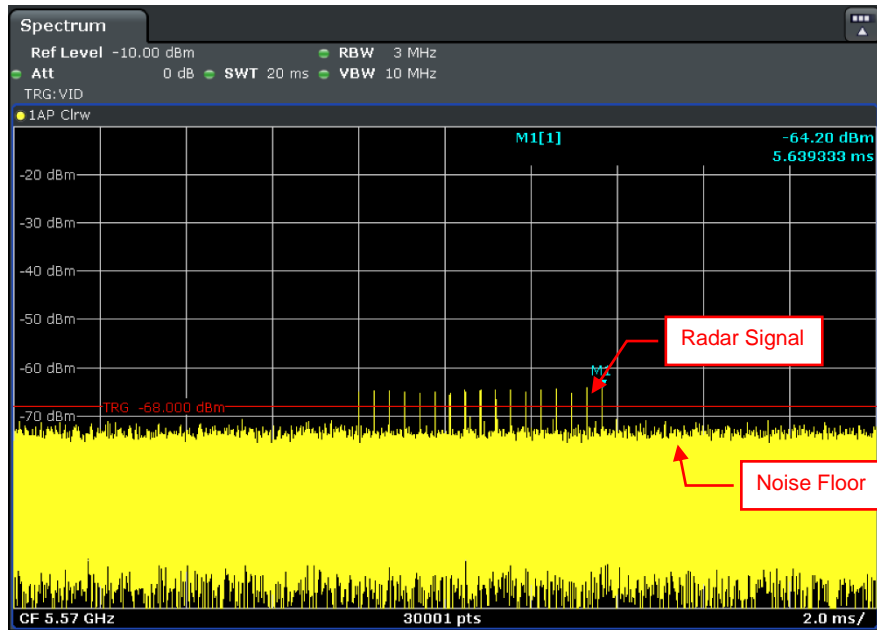 Spectrum
Ref Level -10.00 dBm RBW 3 MHz
Att 0 dB SWT 20 ms VBW 10 MHz
TRG:VID
1AP Clrw
M1[1] -64.20 dBm
5.639333 ms
-20 dBm
-30 dBm
-40 dBm
-50 dBm
Radar Signal
-60 dBm
M1
TRG -68.000 dBm
-70 dBm
Noise Floor
CF 5.57 GHz 30001 pts 2.0 ms/